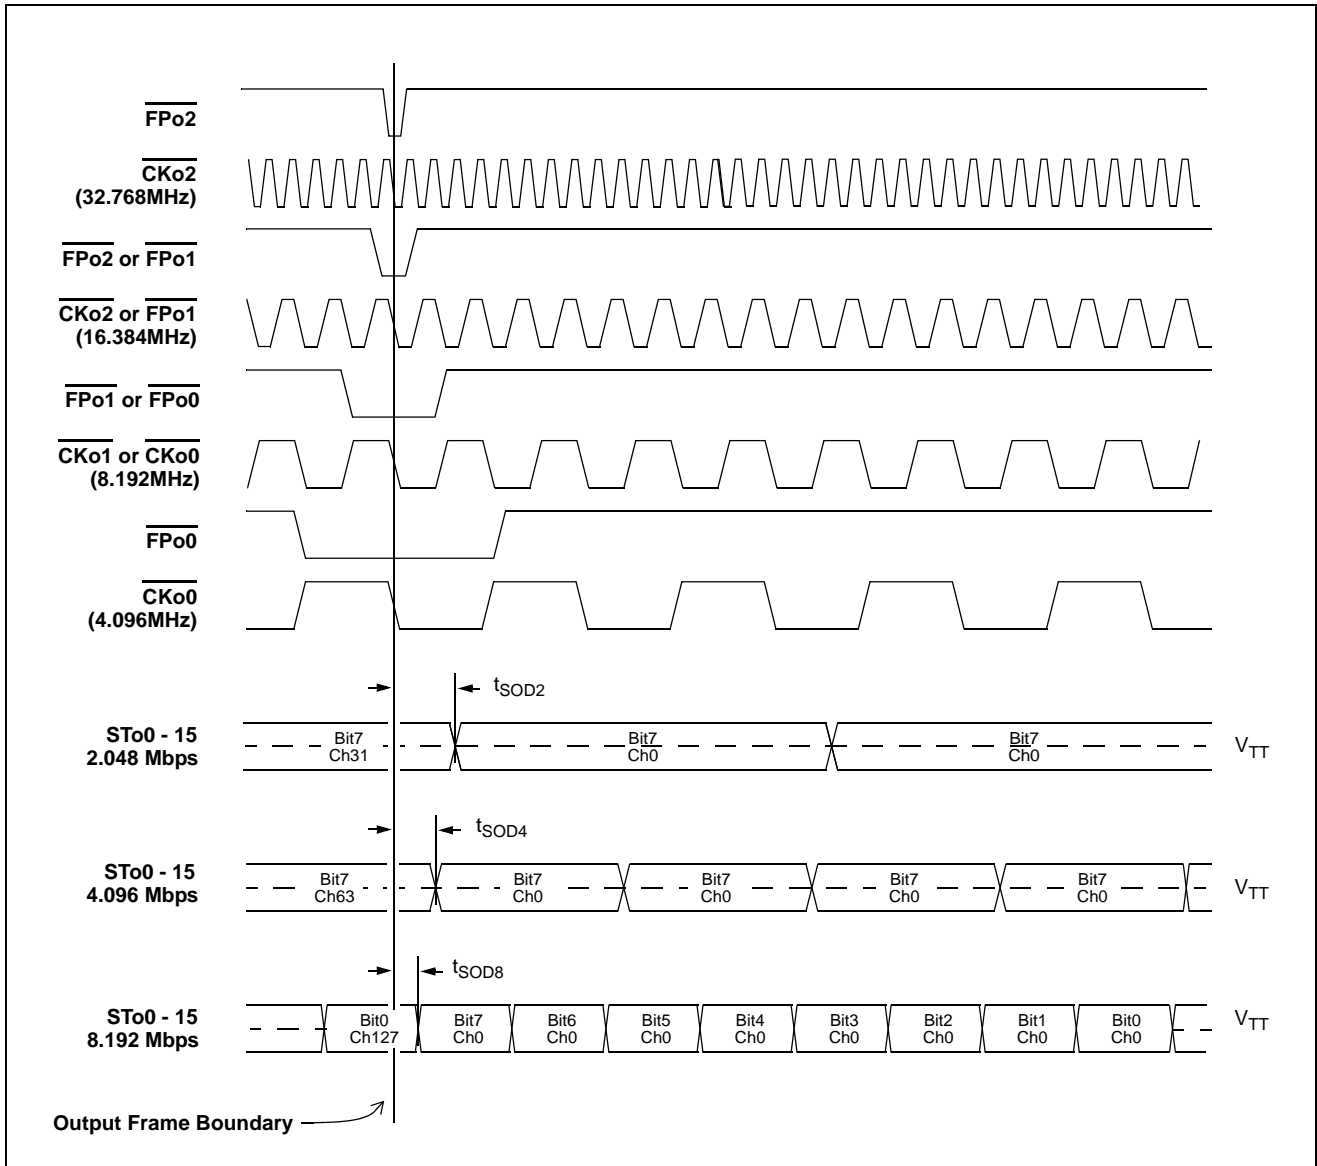 FPo2
CKo2
(32.768MHz)
FPo2 or FPo1
CKo2 or FPo1
(16.384MHz)
FPo1 or FPo0
CKo1 or CKo0
(8.192MHz)
FPo0
CKo0
(4.096MHz)
tSOD2
STo0 - 15
2.048 Mbps
Bit7
Ch31
Bit7
Ch0
Bit7
Ch0
VTT
tSOD4
STo0 - 15
4.096 Mbps
Bit7
Ch63
Bit7
Ch0
Bit7
Ch0
Bit7
Ch0
Bit7
Ch0
VTT
tSOD8
STo0 - 15
8.192 Mbps
Bit0
Ch127
Bit7
Ch0
Bit6
Ch0
Bit5
Ch0
Bit4
Ch0
Bit3
Ch0
Bit2
Ch0
Bit1
Ch0
Bit0
Ch0
VTT
Output Frame Boundary